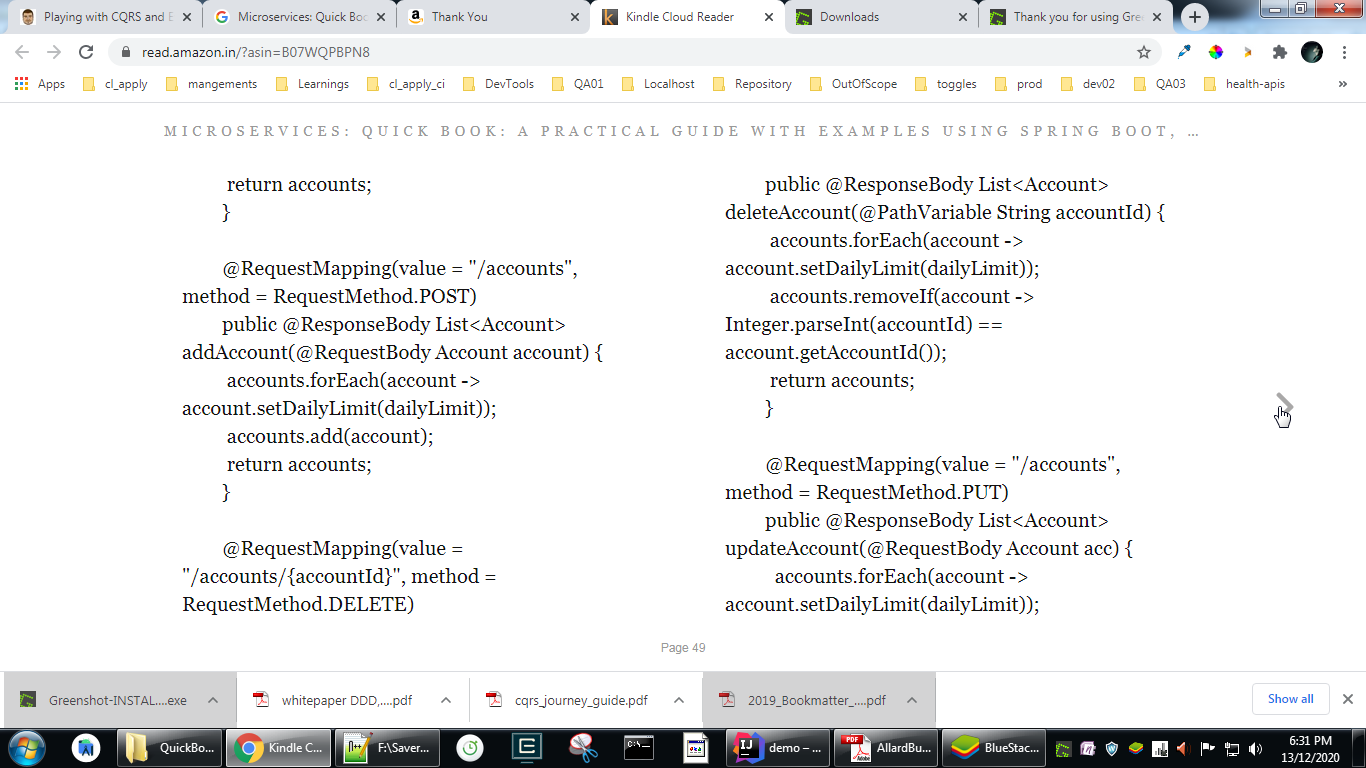 Playing with CQRS and E
Microservices: Quick Boo
Thank You
Kindle Cloud Reader
Downloads
Thank you for using Gre
read.amazon.in/?asin=B07WQPBPN8
Apps
cl_apply
mangements
Learnings
cl_apply_ci
DevTools
QA01
Localhost
Repository
OutOfScope
toggles
prod
dev02
QA03
health-apis
»
MICROSERVICES: QUICK BOOK: A PRACTICAL GUIDE WITH EXAMPLES USING SPRING BOOT, …
return accounts;
}
@RequestMapping(value = "/accounts",
method = RequestMethod.POST)
public @ResponseBody List<Account>
addAccount(@RequestBody Account account) {
accounts.forEach(account ->
account.setDailyLimit(dailyLimit));
accounts.add(account);
return accounts;
}
@RequestMapping(value =
"/accounts/{accountId}", method =
RequestMethod.DELETE)
public @ResponseBody List<Account>
deleteAccount(@PathVariable String accountId) {
accounts.forEach(account ->
account.setDailyLimit(dailyLimit));
accounts.removeIf(account ->
Integer.parseInt(accountId) ==
account.getAccountId());
return accounts;
}
@RequestMapping(value = "/accounts",
method = RequestMethod.PUT)
public @ResponseBody List<Account>
updateAccount(@RequestBody Account acc) {
accounts.forEach(account ->
account.setDailyLimit(dailyLimit));
Page 49
Greenshot-INSTAL....exe
whitepaper DDD,....pdf
cqrs_journey_guide.pdf
2019_Bookmatter_....pdf
Show all
QuickBo...
Kindle C...
F:\Saver...
demo – ...
AllardBu...
BlueStac...
6:31 PM
13/12/2020